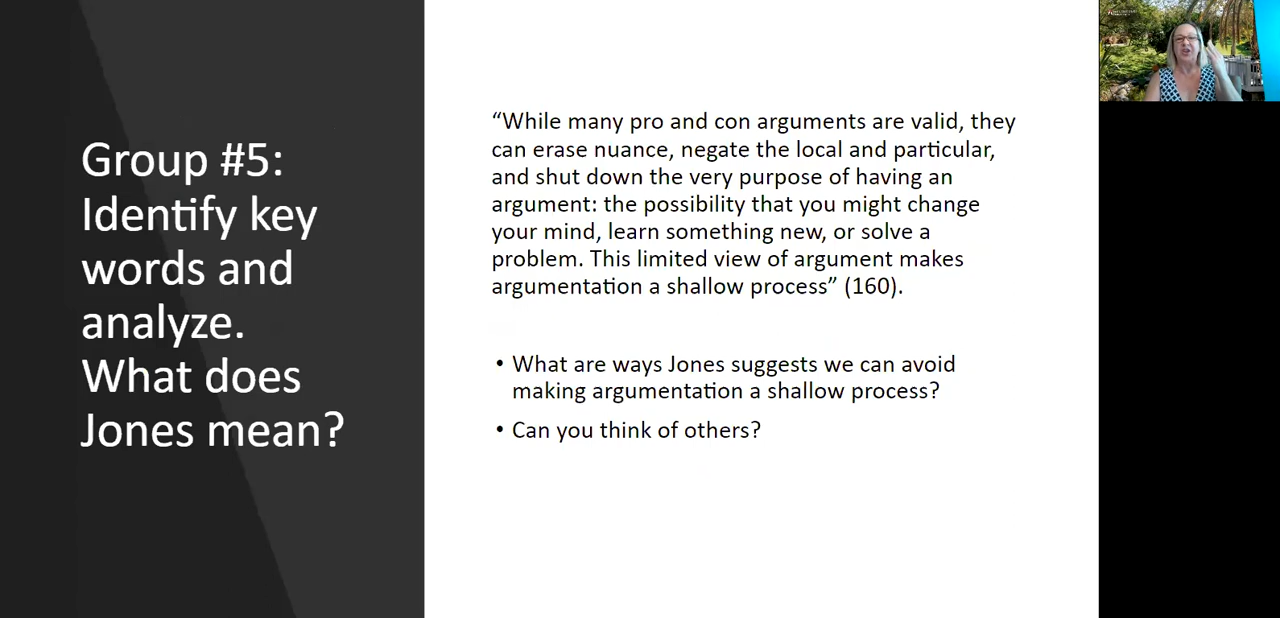 Group #5:
Identify key
words and
analyze.
What does
Jones mean?
“While many pro and con arguments are valid, they
can erase nuance, negate the local and particular,
and shut down the very purpose of having an
argument: the possibility that you might change
your mind, learn something new, or solve a
problem. This limited view of argument makes
argumentation a shallow process” (160).
• What are ways Jones suggests we can avoid
making argumentation a shallow process?
• Can you think of others?